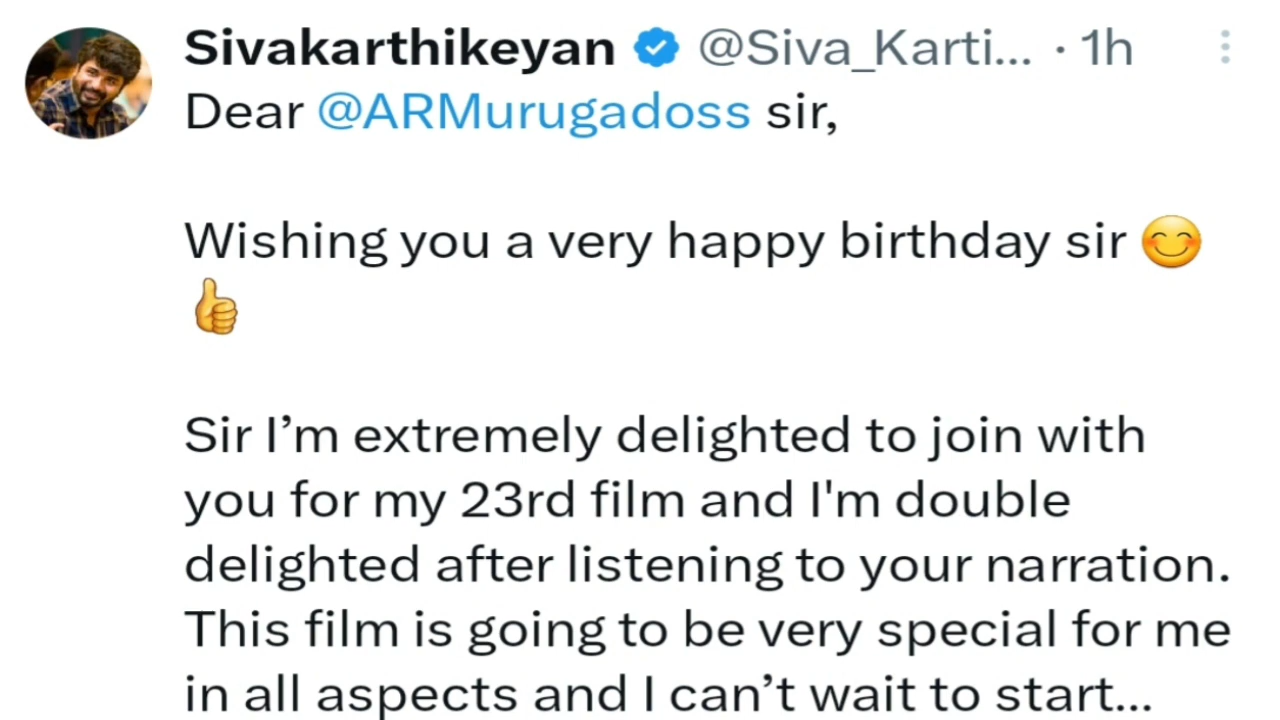 Sivakarthikeyan @Siva_Karti... · 1h
Dear @ARMurugadoss sir,
Wishing you a very happy birthday sir 😊
👍
Sir I’m extremely delighted to join with
you for my 23rd film and I'm double
delighted after listening to your narration.
This film is going to be very special for me
in all aspects and I can’t wait to start...